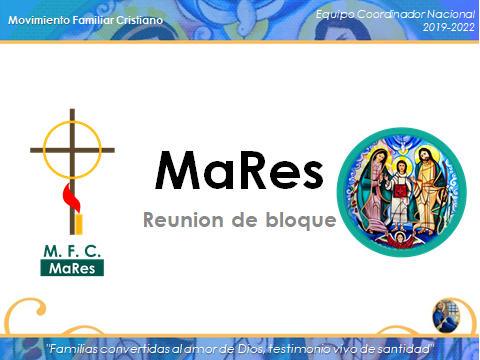 Movimiento Familiar Cristiano
Equipo Coordinador Nacional
2019-2022
MaRes
Reunion de bloque
M. F. C.
MaRes
"Familias convertidas al amor de Dios, testimonio vivo de santidad"